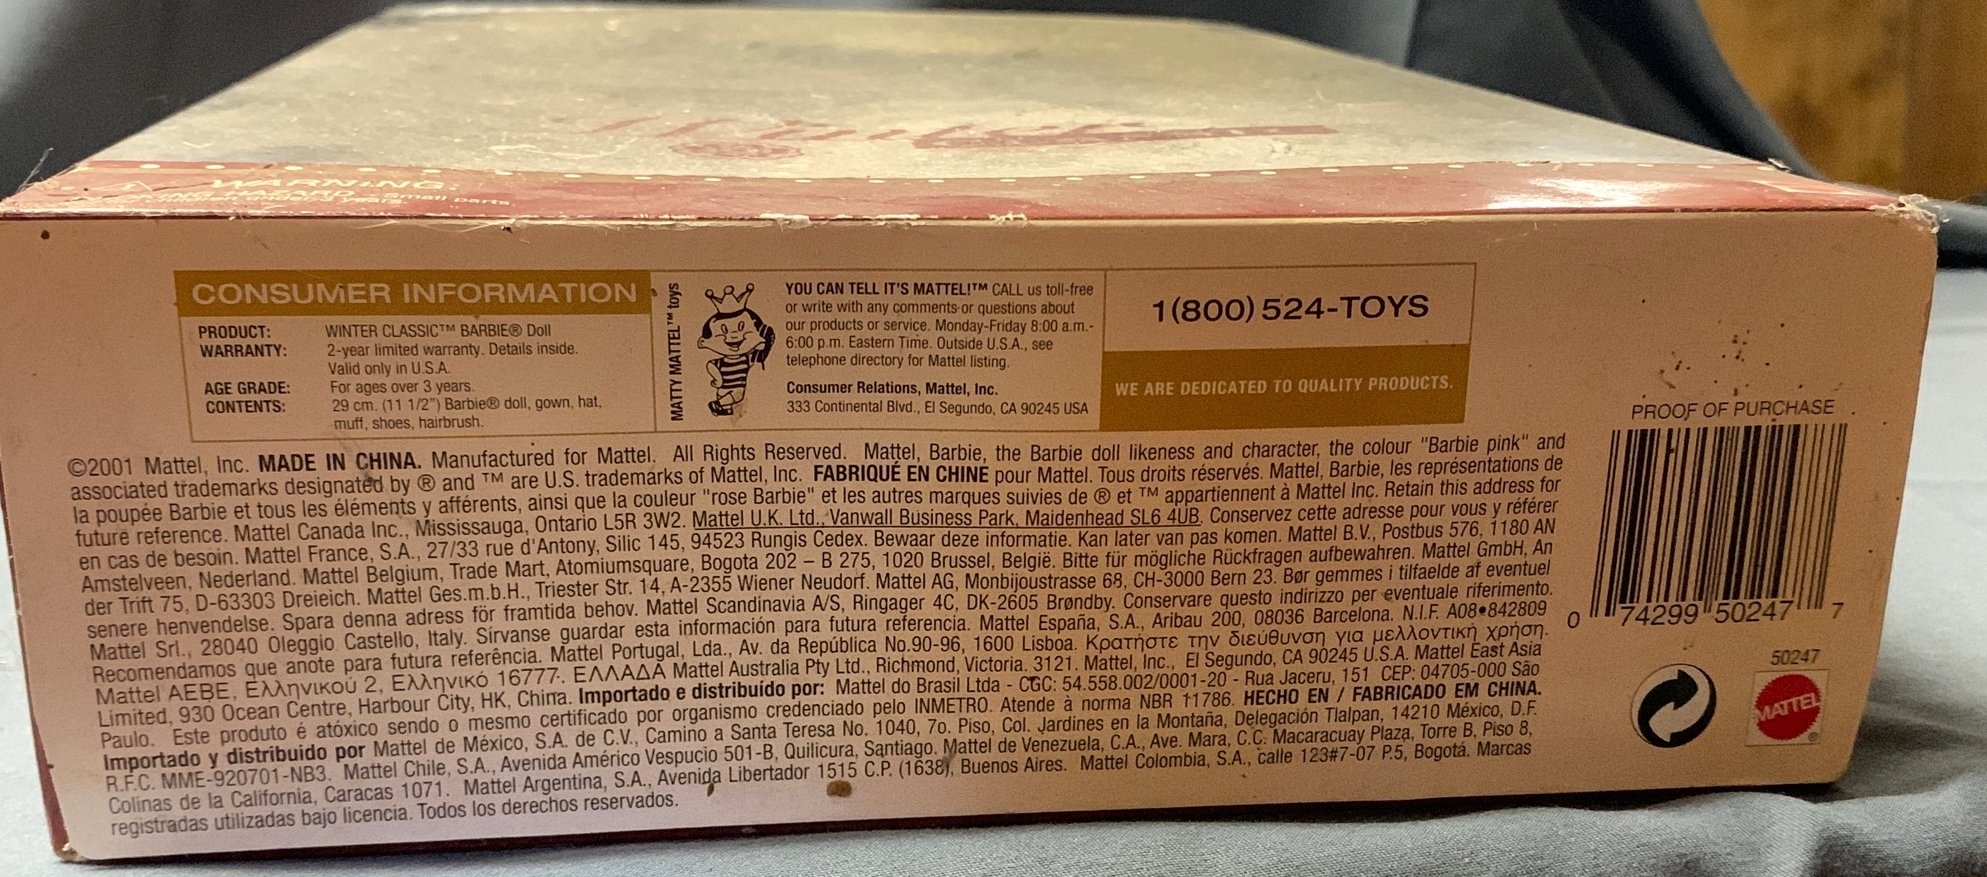 Winter
WARNING:
HAZARD Small parts.
under 3 years
CONSUMER INFORMATION
PRODUCT: WINTER CLASSIC™ BARBIE® Doll
WARRANTY: 2-year limited warranty. Details inside.
Valid only in U.S.A.
AGE GRADE: For ages over 3 years.
CONTENTS: 29 cm. (11 1/2") Barbie® doll, gown, hat,
muff, shoes, hairbrush.
MATTY MATTEL™ toys
YOU CAN TELL IT'S MATTEL!™ CALL us toll-free
or write with any comments or questions about
our products or service. Monday-Friday 8:00 a.m.-
6:00 p.m. Eastern Time. Outside U.S.A., see
telephone directory for Mattel listing.
Consumer Relations, Mattel, Inc.
333 Continental Blvd., El Segundo, CA 90245 USA
1(800) 524-TOYS
WE ARE DEDICATED TO QUALITY PRODUCTS.
©2001 Mattel, Inc. MADE IN CHINA. Manufactured for Mattel. All Rights Reserved. Mattel, Barbie, the Barbie doll likeness and character, the colour "Barbie pink" and
associated trademarks designated by ® and ™ are U.S. trademarks of Mattel, Inc. FABRIQUÉ EN CHINE pour Mattel. Tous droits réservés. Mattel, Barbie, les représentations de
la poupée Barbie et tous les éléments y afférents, ainsi que la couleur "rose Barbie" et les autres marques suivies de ® et ™ appartiennent à Mattel Inc. Retain this address for
future reference. Mattel Canada Inc., Mississauga, Ontario L5R 3W2. Mattel U.K. Ltd., Vanwall Business Park, Maidenhead SL6 4UB. Conservez cette adresse pour vous y référer
en cas de besoin. Mattel France, S.A., 27/33 rue d'Antony, Silic 145, 94523 Rungis Cedex. Bewaar deze informatie. Kan later van pas komen. Mattel B.V., Postbus 576, 1180 AN
Amstelveen, Nederland. Mattel Belgium, Trade Mart, Atomiumsquare, Bogota 202 – B 275, 1020 Brussel, België. Bitte für mögliche Rückfragen aufbewahren. Mattel GmbH, An
der Trift 75, D-63303 Dreieich. Mattel Ges.m.b.H., Triester Str. 14, A-2355 Wiener Neudorf. Mattel AG, Monbijoustrasse 68, CH-3000 Bern 23. Bør gemmes i tilfaelde af eventuel
senere henvendelse. Spara denna adress för framtida behov. Mattel Scandinavia A/S, Ringager 4C, DK-2605 Brøndby. Conservare questo indirizzo per eventuale riferimento.
Mattel Srl., 28040 Oleggio Castello, Italy. Sírvanse guardar esta información para futura referencia. Mattel España, S.A., Aribau 200, 08036 Barcelona. N.I.F. A08•842809
Recomendamos que anote para futura referência. Mattel Portugal, Lda., Av. da República No.90-96, 1600 Lisboa. Κρατήστε την διεύθυνση για μελλοντική χρήση.
Mattel AEBE, Ελληνικού 2, Ελληνικό 16777. ΕΛΛΑΔΑ Mattel Australia Pty Ltd., Richmond, Victoria. 3121. Mattel, Inc., El Segundo, CA 90245 U.S.A. Mattel East Asia
Limited, 930 Ocean Centre, Harbour City, HK, China. Importado e distribuído por: Mattel do Brasil Ltda - CGC: 54.558.002/0001-20 - Rua Jaceru, 151 CEP: 04705-000 São
Paulo. Este produto é atóxico sendo o mesmo certificado por organismo credenciado pelo INMETRO. Atende à norma NBR 11786. HECHO EN / FABRICADO EM CHINA.
Importado y distribuido por Mattel de México, S.A. de C.V., Camino a Santa Teresa No. 1040, 7o. Piso, Col. Jardines en la Montaña, Delegación Tlalpan, 14210 México, D.F.
R.F.C. MME-920701-NB3. Mattel Chile, S.A., Avenida Américo Vespucio 501-B, Quilicura, Santiago. Mattel de Venezuela, C.A., Ave. Mara, C.C. Macaracuay Plaza, Torre B, Piso 8,
Colinas de la California, Caracas 1071. Mattel Argentina, S.A., Avenida Libertador 1515 C.P. (1638), Buenos Aires. Mattel Colombia, S.A., calle 123#7-07 P.5, Bogotá. Marcas
registradas utilizadas bajo licencia. Todos los derechos reservados.
PROOF OF PURCHASE
0 74299 50247 7
50247
MATTEL
®